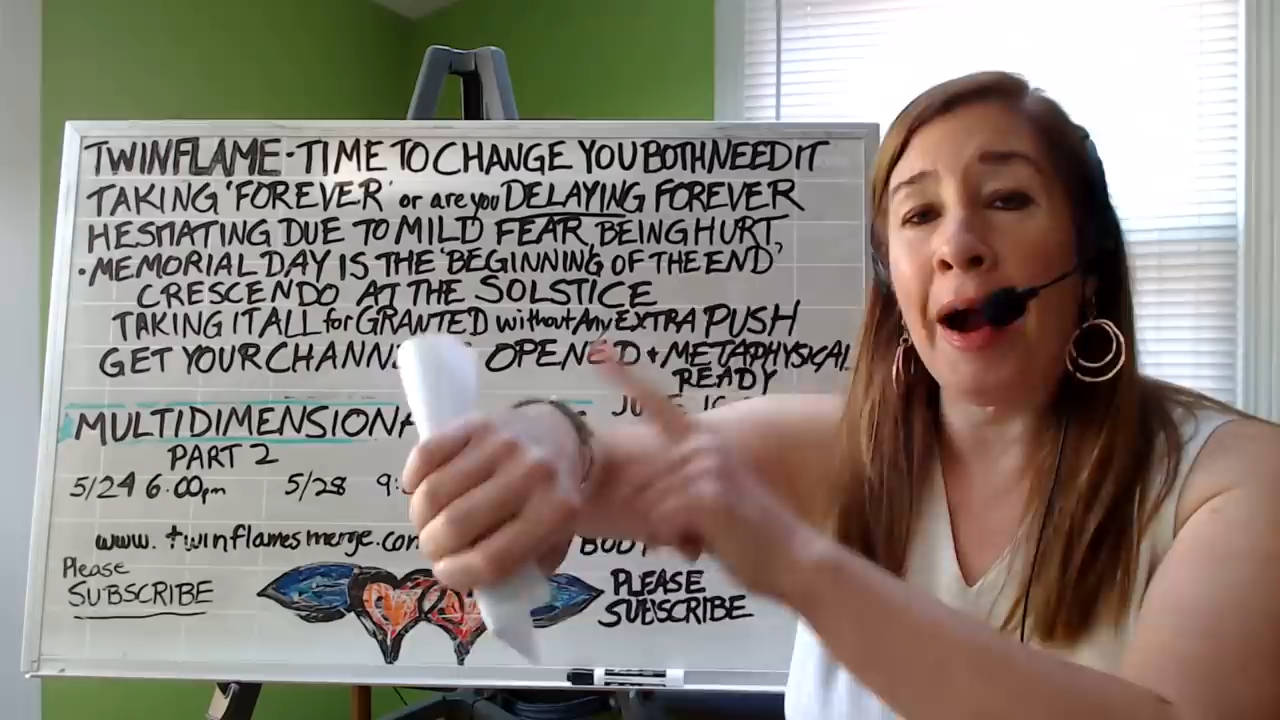 TWINFLAME • TIME TO CHANGE YOU BOTH NEED IT
TAKING 'FOREVER' or are you DELAYING FOREVER
HESITATING DUE TO MILD FEAR, BEING HURT,
• MEMORIAL DAY IS THE 'BEGINNING OF THE END'
CRESCENDO AT THE SOLSTICE
TAKING IT ALL for GRANTED without Any EXTRA PUSH
GET YOUR OPENED + METAPHYSICAL
READY
MULTIDIMENSIONA
PART 2
5/24 6:00pm 5/28 9:
www.twinflamesmerge.com
BODY
Please
SUBSCRIBE
PLEASE
SUBSCRIBE